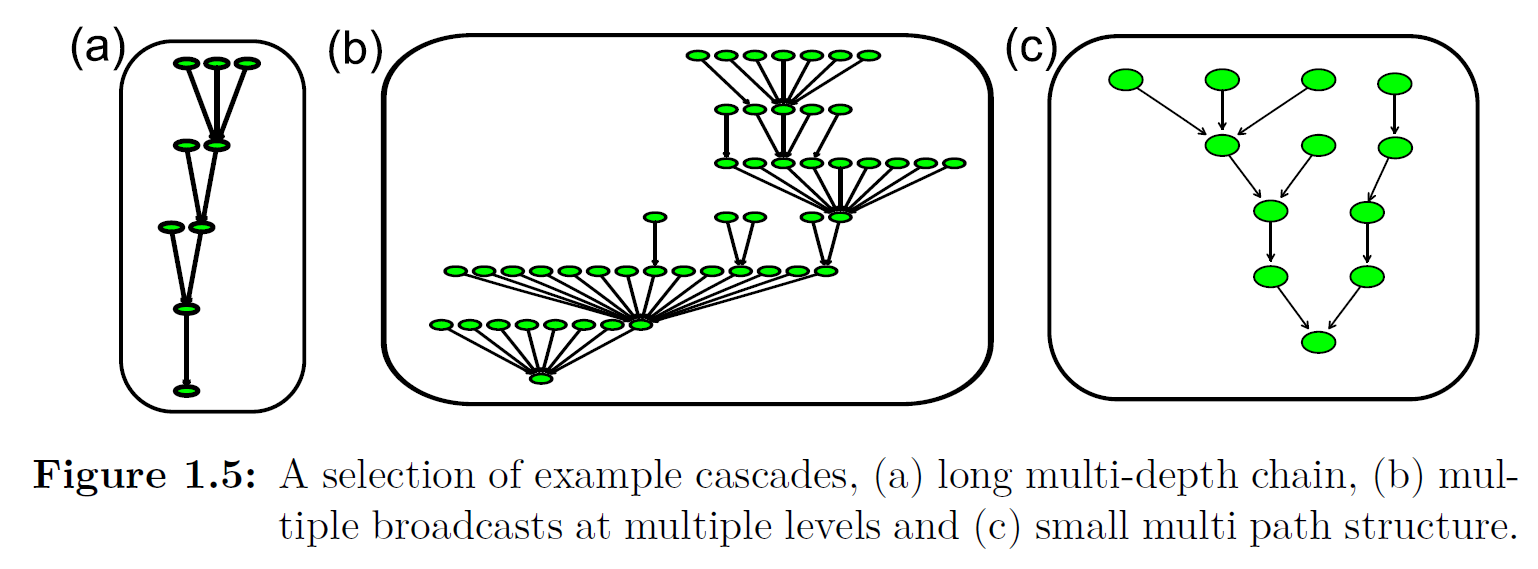 (a) (b) (c)
Figure 1.5: A selection of example cascades, (a) long multi-depth chain, (b) mul-
tiple broadcasts at multiple levels and (c) small multi path structure.